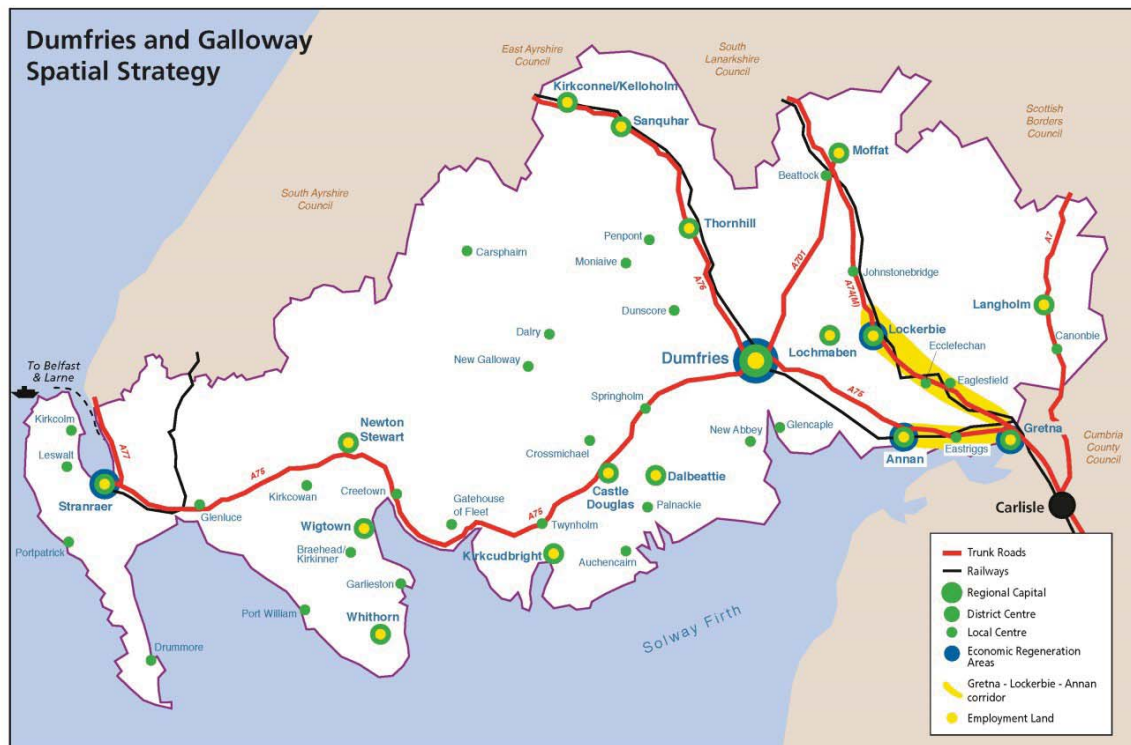 Dumfries and Galloway
Spatial Strategy
East Ayrshire
Council
South
Lanarkshire
Council
Scottish
Borders
Council
South Ayrshire
Council
Cumbria
County
Council
Kirkconnel/Kelloholm
Sanquhar
Moffat
Beattock
Thornhill
Penpont
Moniaive
Carsphairn
A701
A76
A74(M)
A7
Johnstonebridge
Langholm
Canonbie
Dunscore
Dalry
New Galloway
Dumfries
Lochmaben
Lockerbie
Ecclefechan
Eaglesfield
To Belfast
& Larne
Kirkcolm
Leswalt
A77
Stranraer
Portpatrick
Drummore
Glenluce
A75
Newton
Stewart
Kirkcowan
Creetown
Wigtown
Braehead/
Kirkinner
Garlieston
Port William
Whithorn
Gatehouse
of Fleet
A75
Twynholm
Kirkcudbright
Springholm
Crossmichael
Castle
Douglas
Dalbeattie
Palnackie
Auchencairn
New Abbey
Glencaple
A75
Annan
Eastriggs
Gretna
Carlisle
Solway Firth
Trunk Roads
Railways
Regional Capital
District Centre
Local Centre
Economic Regeneration
Areas
Gretna - Lockerbie - Annan
corridor
Employment Land